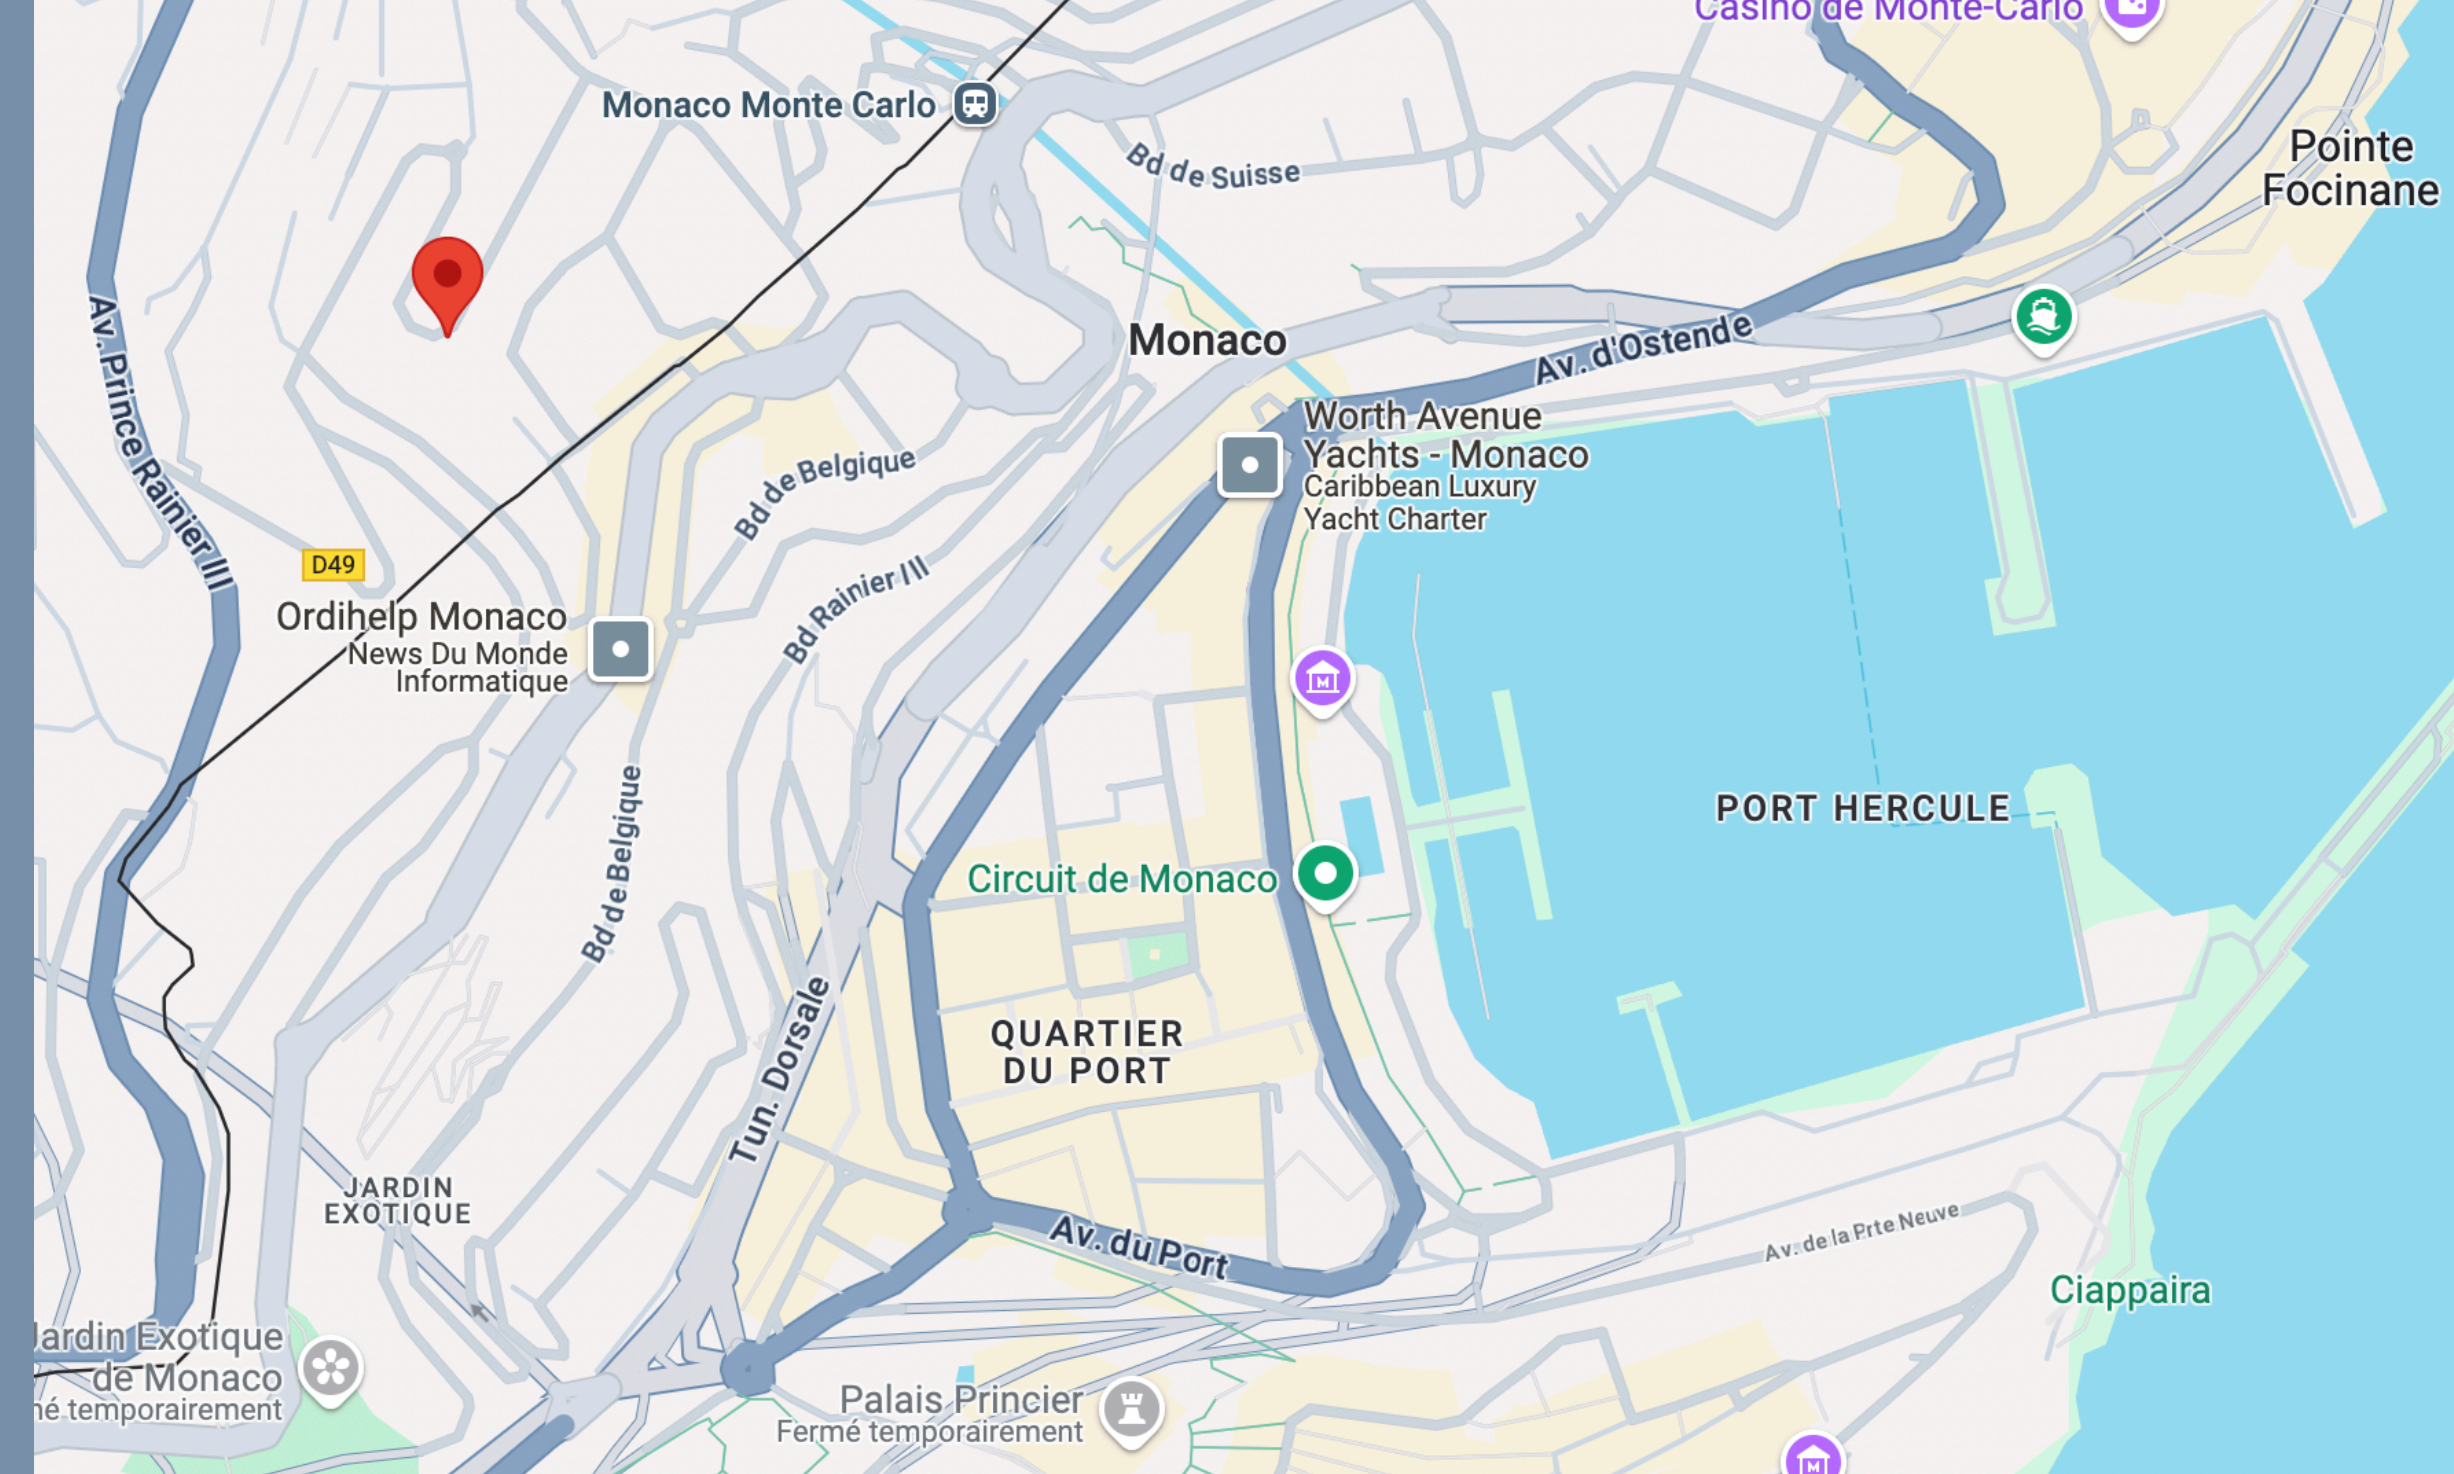 Casino de Monte-Carlo
Monaco Monte Carlo
Bd de Suisse
Pointe
Focinane
Av. Prince Rainier III
Monaco
Av. d'Ostende
Worth Avenue
Yachts - Monaco
Caribbean Luxury
Yacht Charter
Bd de Belgique
D49
Bd Rainier III
Ordihelp Monaco
News Du Monde
Informatique
M
PORT HERCULE
Bd de Belgique
Circuit de Monaco
Tun. Dorsale
QUARTIER
DU PORT
JARDIN
EXOTIQUE
Av. du Port
Av. de la Prte Neuve
Ciappaira
Jardin Exotique
de Monaco
né temporairement
Palais Princier
Fermé temporairement
M